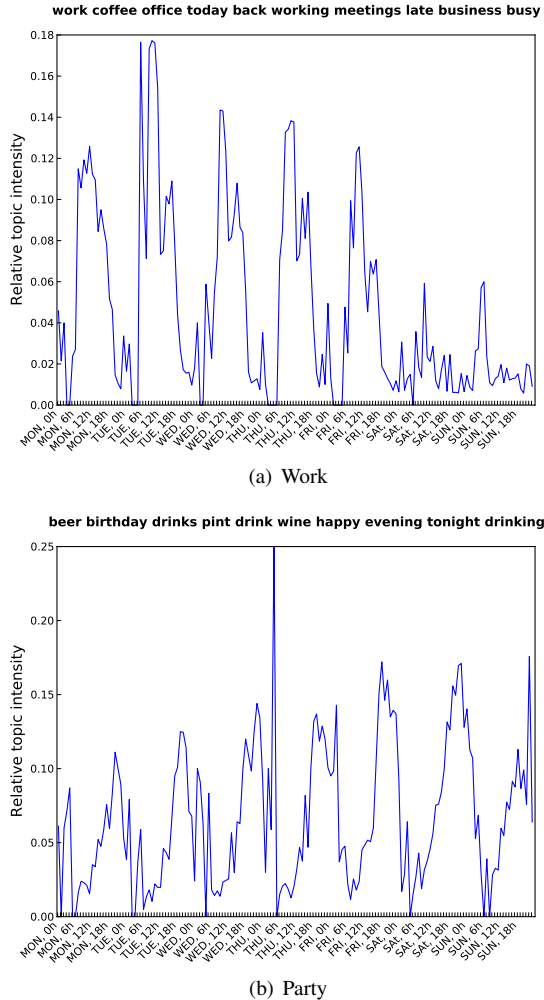 work coffee office today back working meetings late business busy
Relative topic intensity
0.18
0.16
0.14
0.12
0.10
0.08
0.06
0.04
0.02
0.00
MON, 0h
MON, 6h
MON, 12h
MON, 18h
TUE, 0h
TUE, 6h
TUE, 12h
TUE, 18h
WED, 0h
WED, 6h
WED, 12h
WED, 18h
THU, 0h
THU, 6h
THU, 12h
THU, 18h
FRI, 0h
FRI, 6h
FRI, 12h
FRI, 18h
SAt, 0h
SAt, 6h
SAt, 12h
SAt, 18h
SUN, 0h
SUN, 6h
SUN, 12h
SUN, 18h
(a) Work
beer birthday drinks pint drink wine happy evening tonight drinking
Relative topic intensity
0.25
0.20
0.15
0.10
0.05
0.00
MON, 0h
MON, 6h
MON, 12h
MON, 18h
TUE, 0h
TUE, 6h
TUE, 12h
TUE, 18h
WED, 0h
WED, 6h
WED, 12h
WED, 18h
THU, 0h
THU, 6h
THU, 12h
THU, 18h
FRI, 0h
FRI, 6h
FRI, 12h
FRI, 18h
SAt, 0h
SAt, 6h
SAt, 12h
SAt, 18h
SUN, 0h
SUN, 6h
SUN, 12h
SUN, 18h
(b) Party